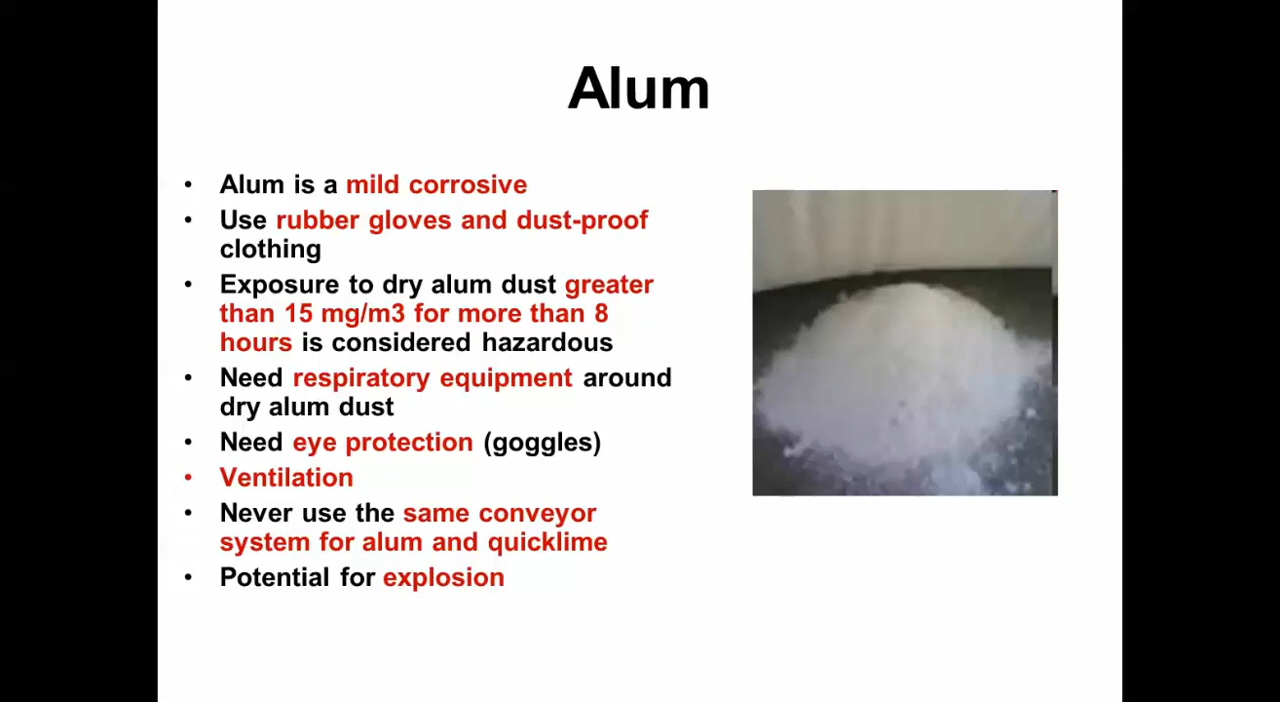 Alum
• Alum is a mild corrosive
• Use rubber gloves and dust-proof
clothing
• Exposure to dry alum dust greater
than 15 mg/m3 for more than 8
hours is considered hazardous
• Need respiratory equipment around
dry alum dust
• Need eye protection (goggles)
• Ventilation
• Never use the same conveyor
system for alum and quicklime
• Potential for explosion